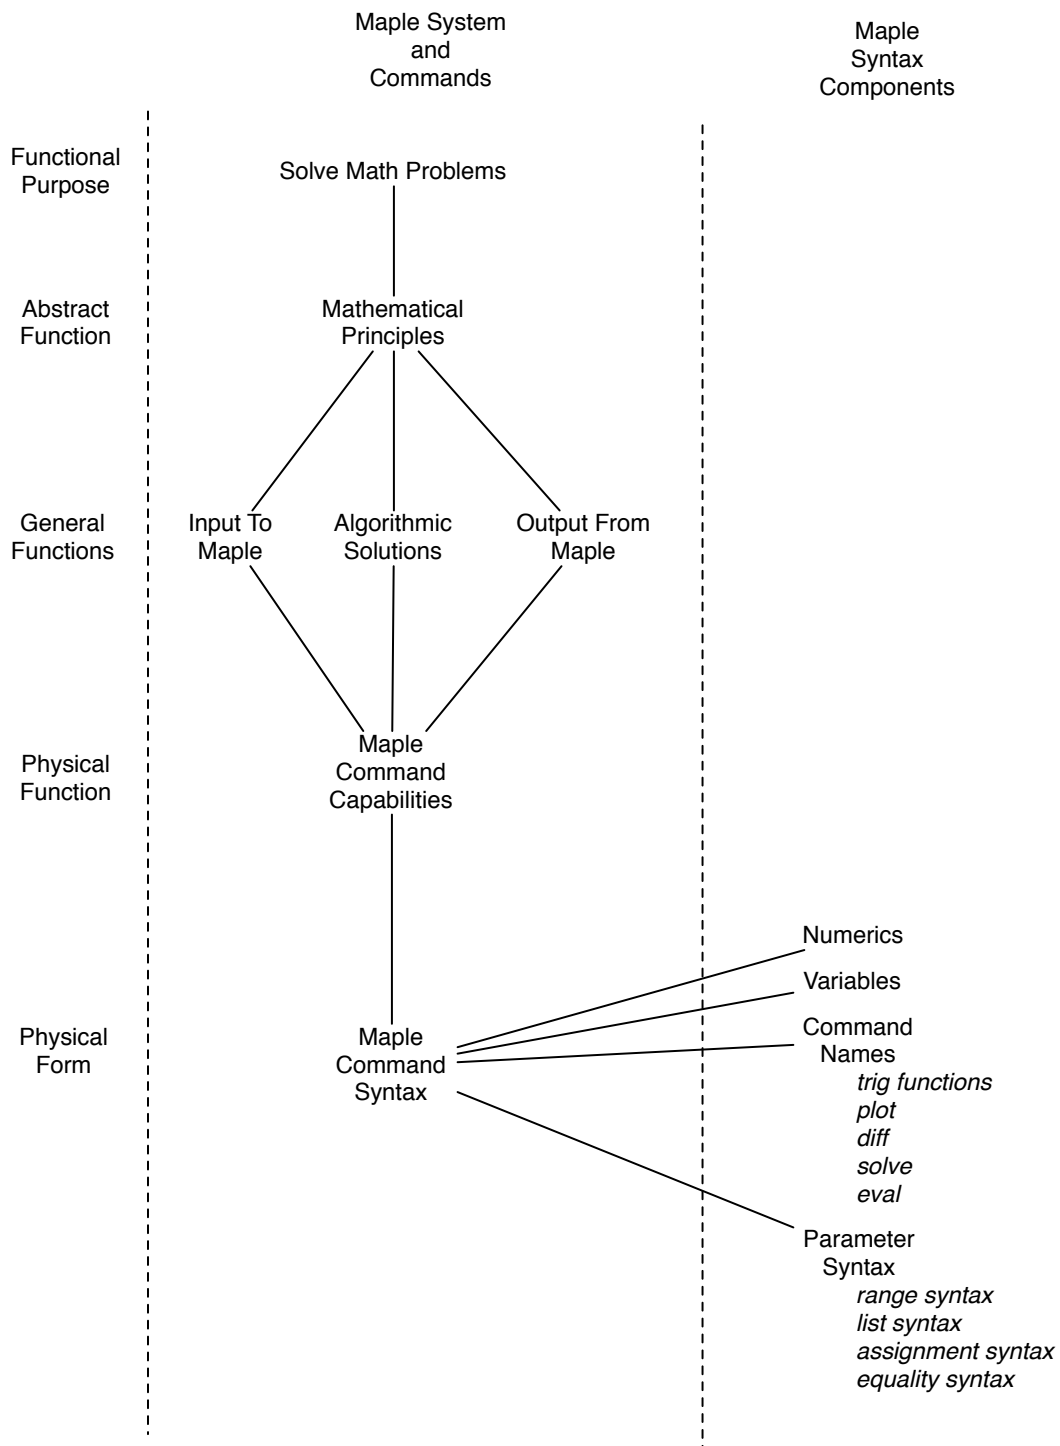 Maple System
and
Commands
Maple
Syntax
Components
Functional
Purpose
Solve Math Problems
Abstract
Function
Mathematical
Principles
General
Functions
Input To
Maple
Algorithmic
Solutions
Output From
Maple
Physical
Function
Maple
Command
Capabilities
Physical
Form
Maple
Command
Syntax
Numerics
Variables
Command
Names
trig functions
plot
diff
solve
eval
Parameter
Syntax
range syntax
list syntax
assignment syntax
equality syntax